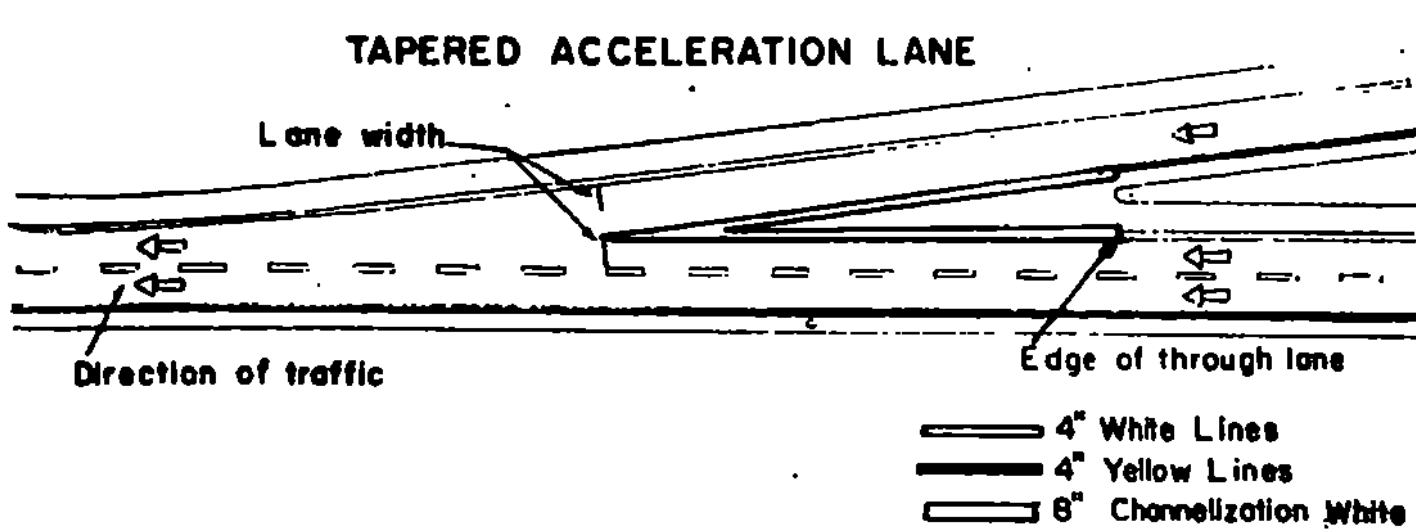 TAPERED ACCELERATION LANE
Lane width
Direction of traffic
Edge of through lane
4" White Lines
4" Yellow Lines
8" Channelization White